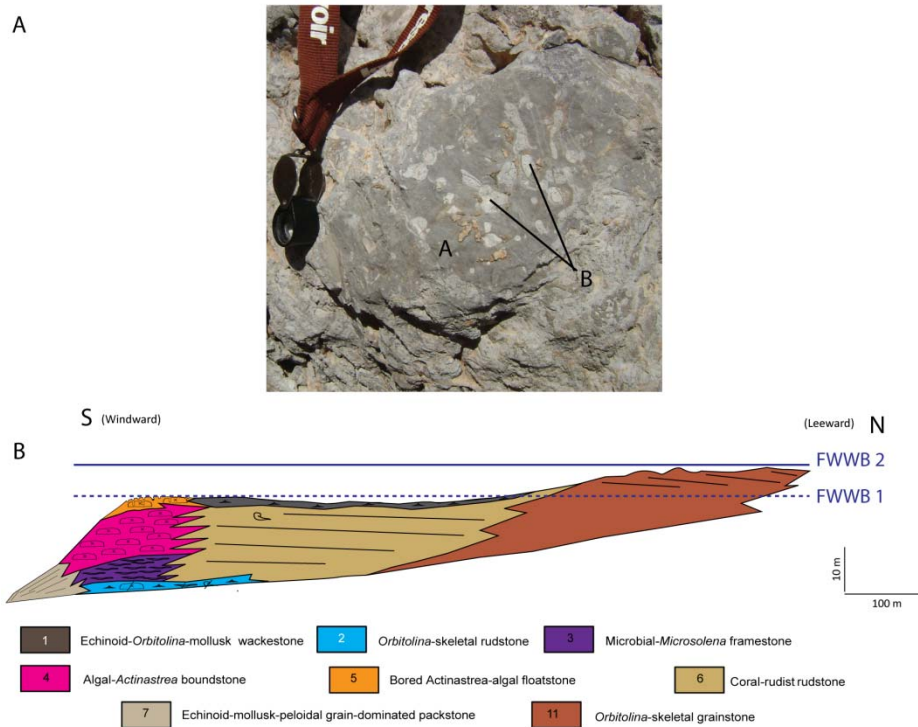 A
oir
A
B
S (Windward)
(Leeward) N
B
FWWB 2
FWWB 1
10 m
100 m
1 Echinoid-Orbitolina-mollusk wackestone
2 Orbitolina-skeletal rudstone
3 Microbial-Microsolena framestone
4 Algal-Actinastrea boundstone
5 Bored Actinastrea-algal floatstone
6 Coral-rudist rudstone
7 Echinoid-mollusk-peloidal grain-dominated packstone
11 Orbitolina-skeletal grainstone